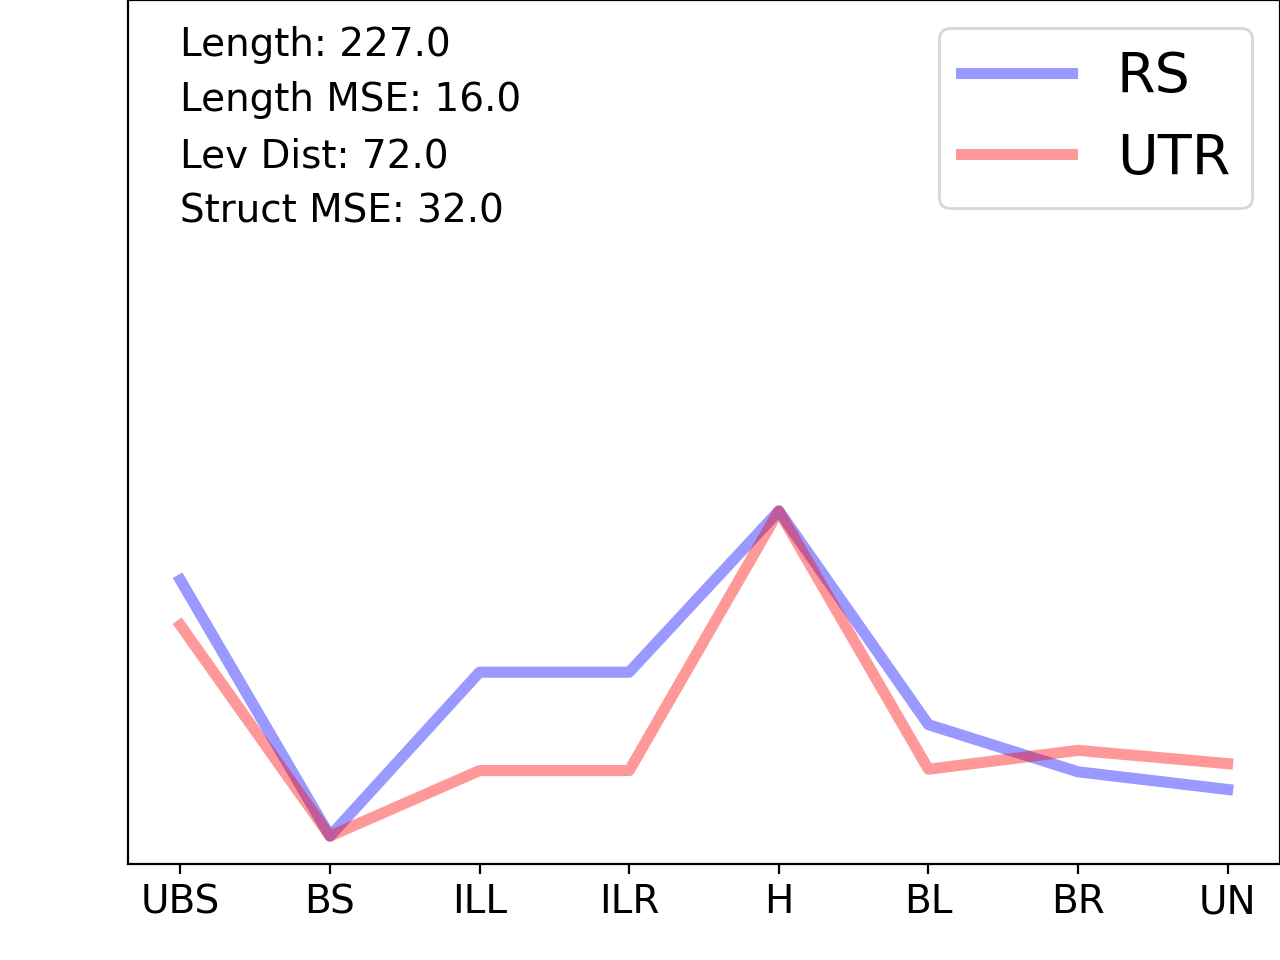 Length: 227.0
Length MSE: 16.0
Lev Dist: 72.0
Struct MSE: 32.0
RS
UTR
UBS BS ILL ILR H BL BR UN